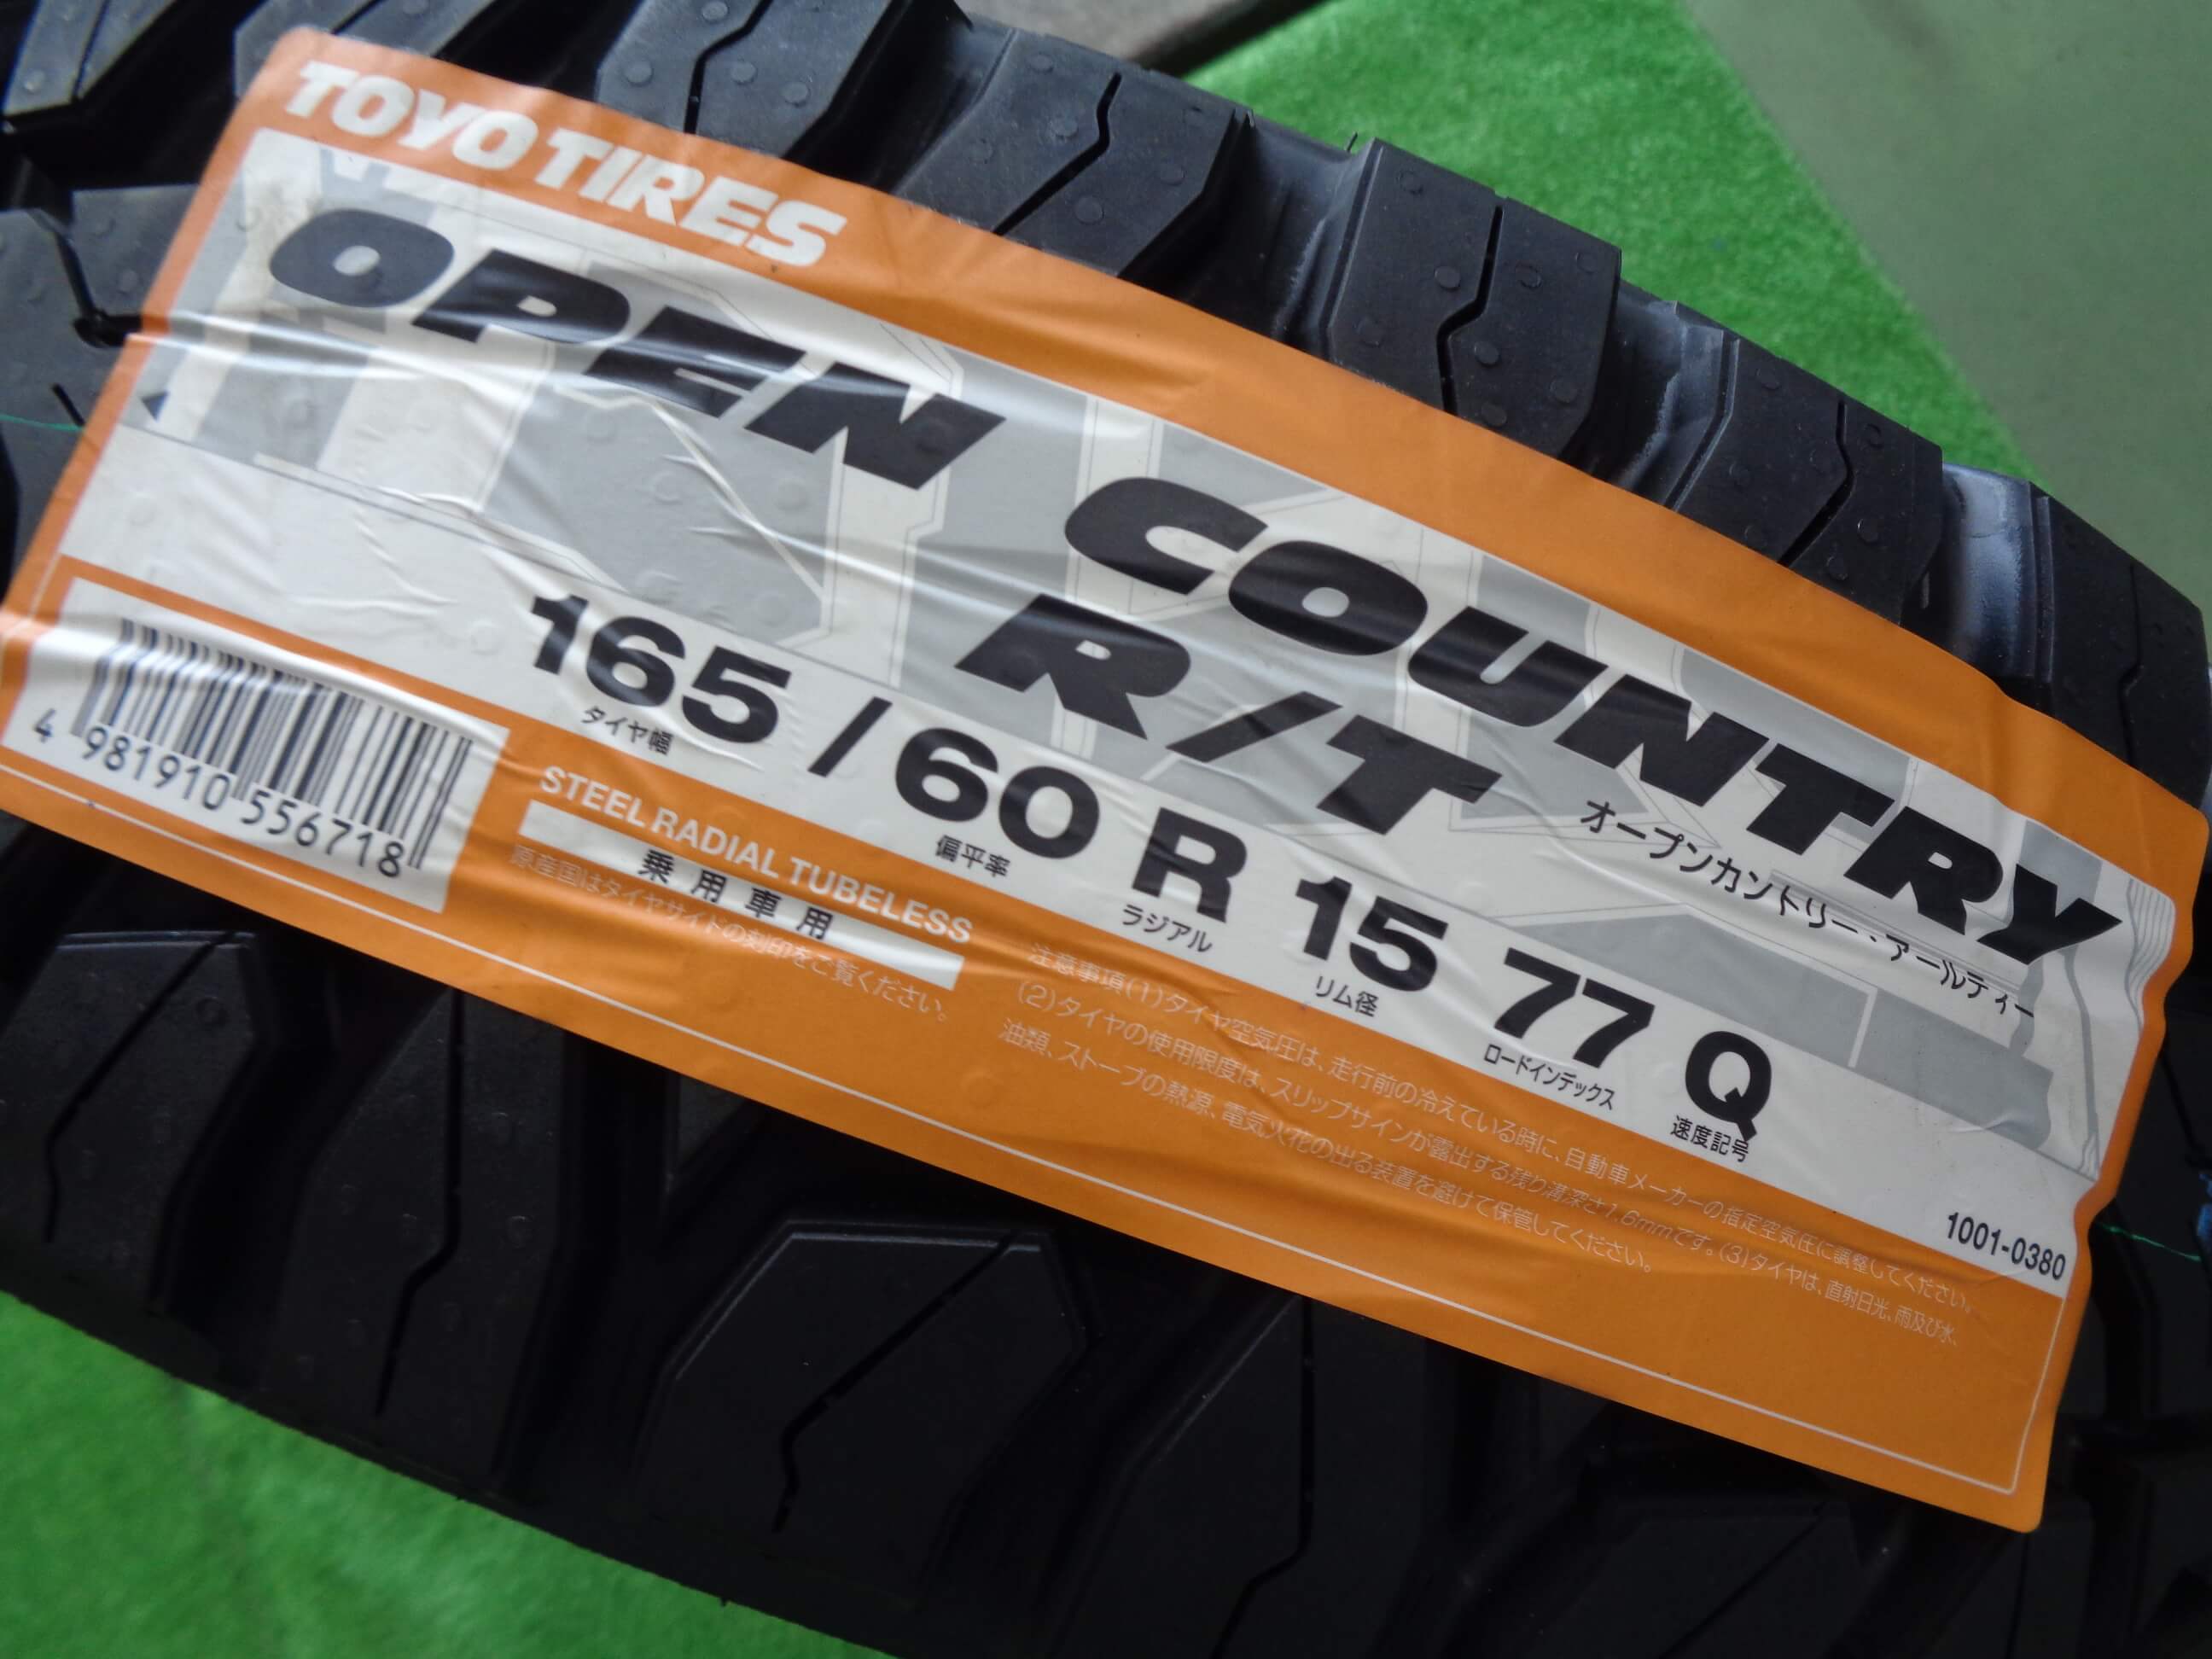 TOYO TIRES
OPEN COUNTRY
R/T
オープンカントリー・アールティー
165 / 60 R 15 77 Q
タイヤ幅 偏平率 ラジアル リム径 ロードインデックス 速度記号
1001-0380
4 981910 556718
STEEL RADIAL TUBELESS
乗用車用
原産国はタイヤサイドの刻印をご覧ください。
注意事項(1)タイヤ空気圧は、走行前の冷えている時に、自動車メーカーの指定空気圧に調整してください。
(2)タイヤの使用限度は、スリップサインが露出する残り溝深さ1.6mmです。(3)タイヤは、直射日光、雨及び水、
油類、ストーブの熱源、電気火花の出る装置を避けて保管してください。